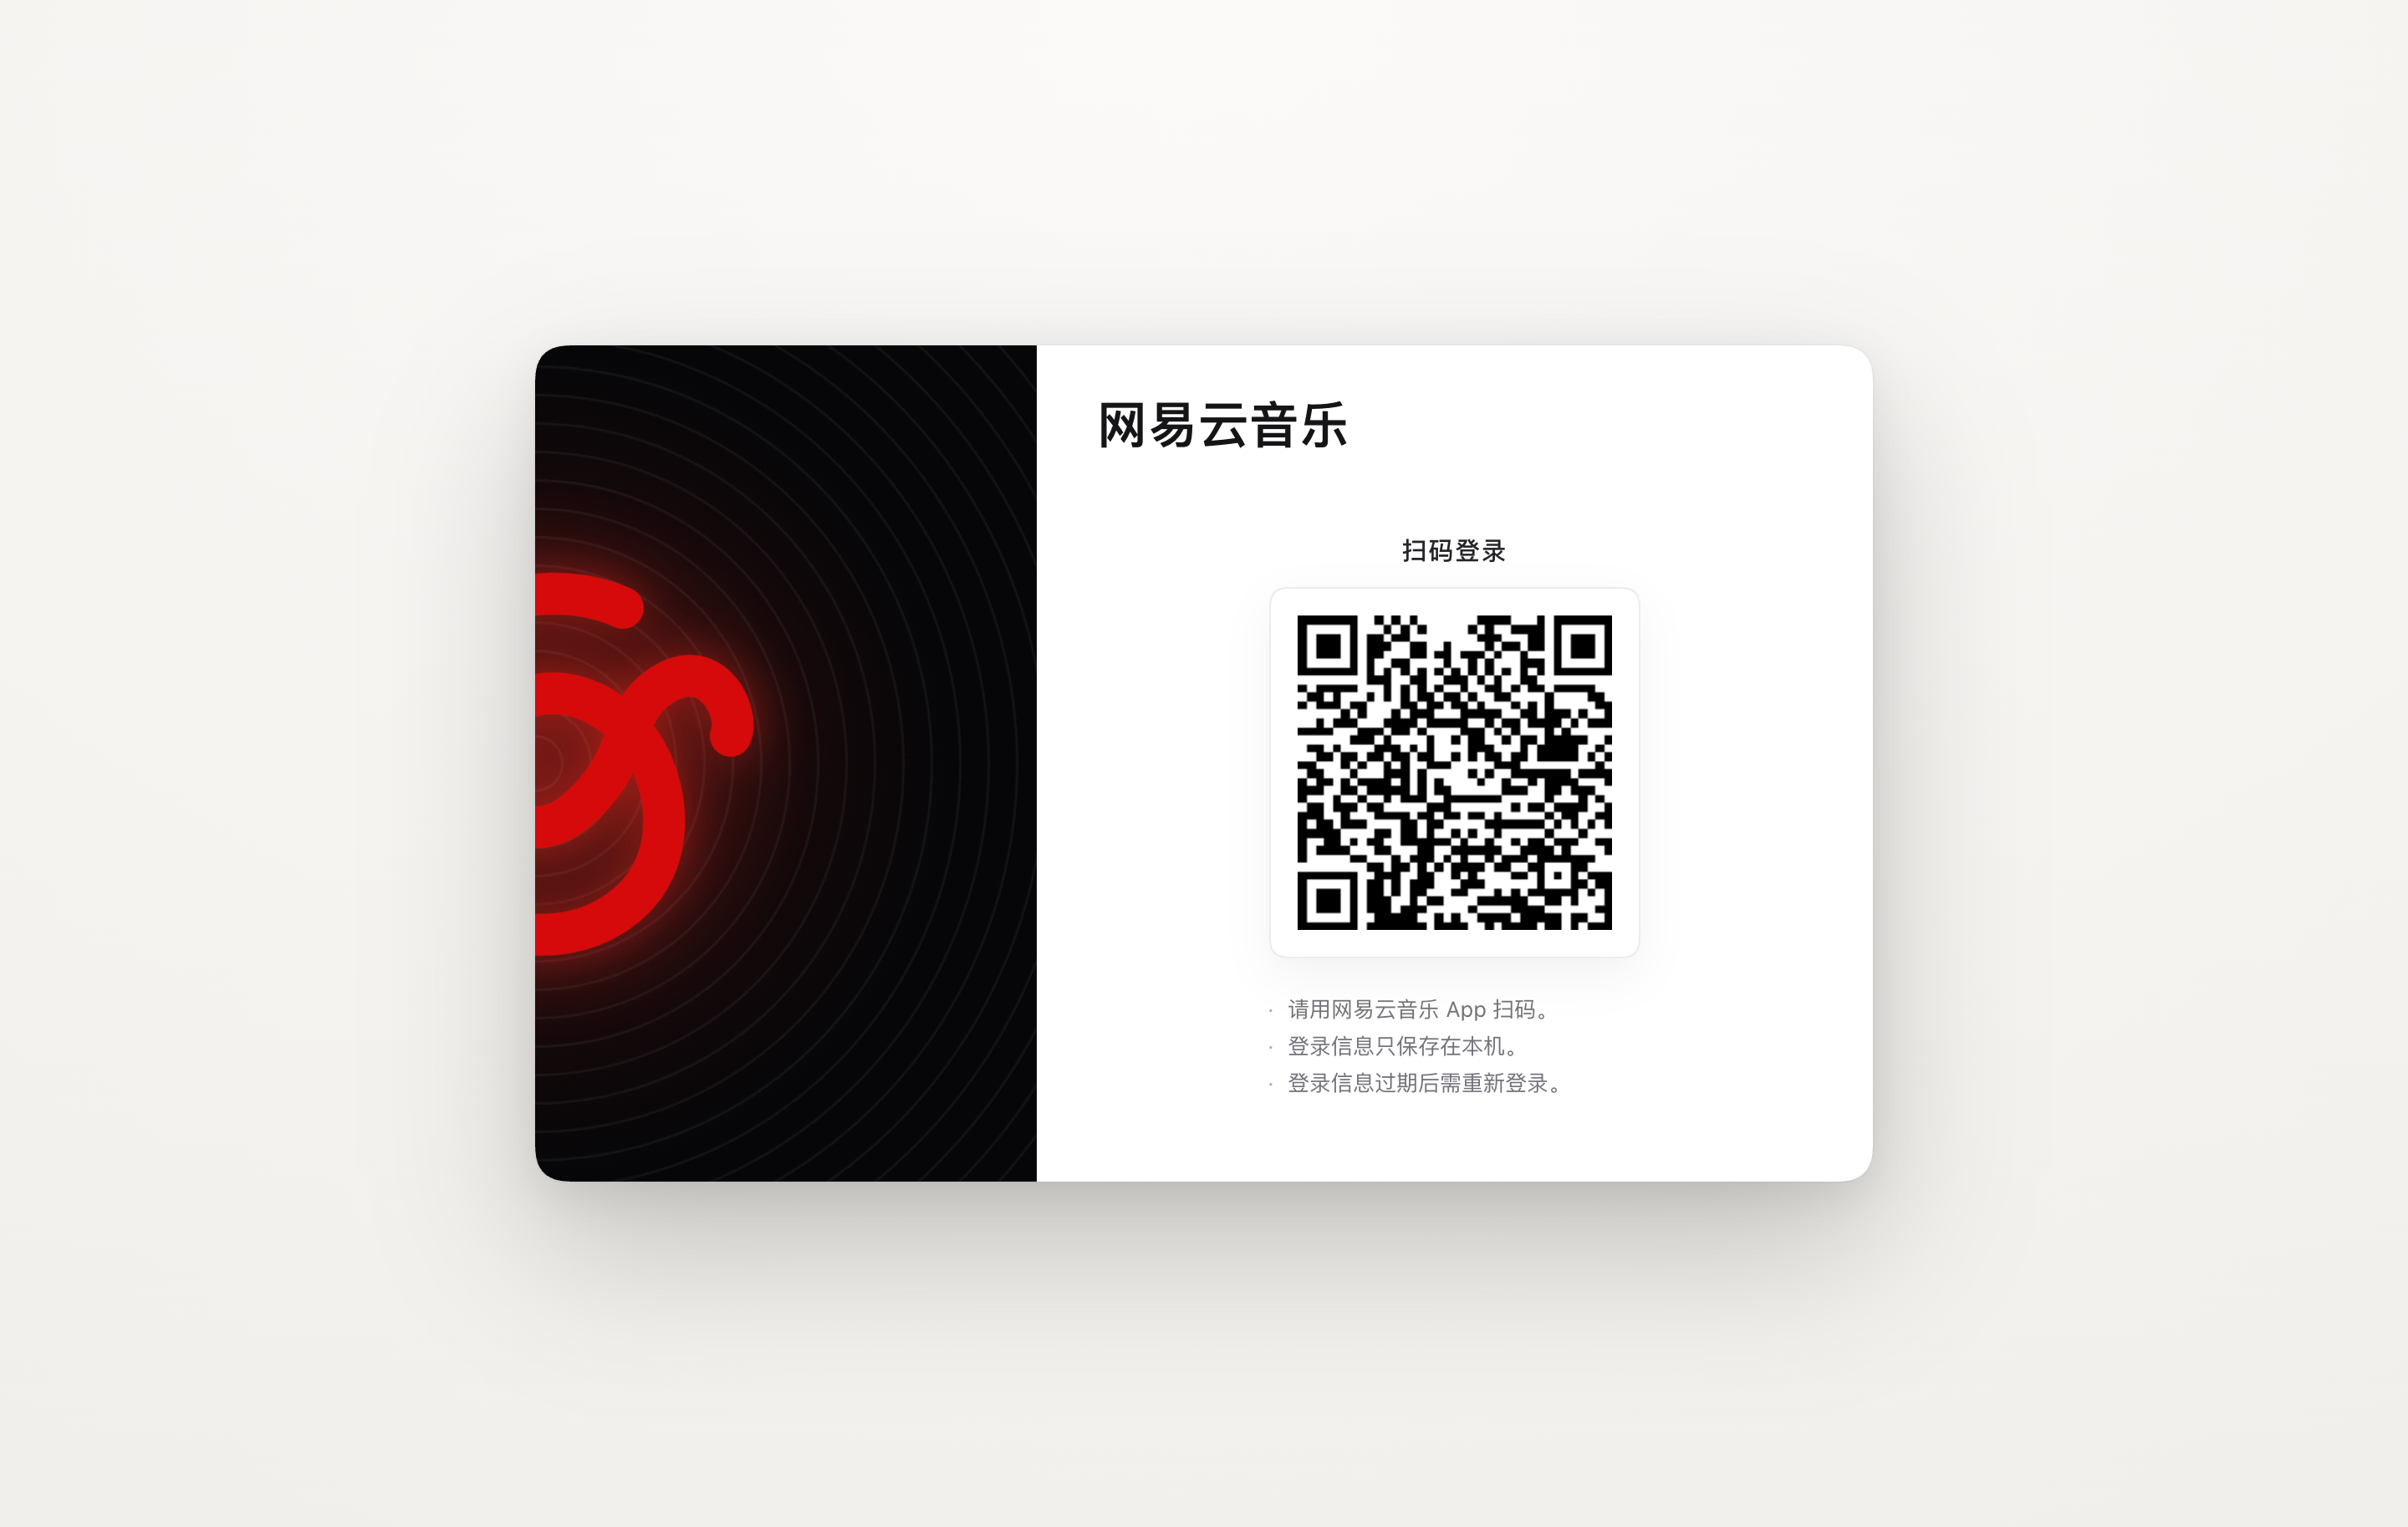 网易云音乐
扫码登录
· 请用网易云音乐 App 扫码。
· 登录信息只保存在本机。
· 登录信息过期后需重新登录。